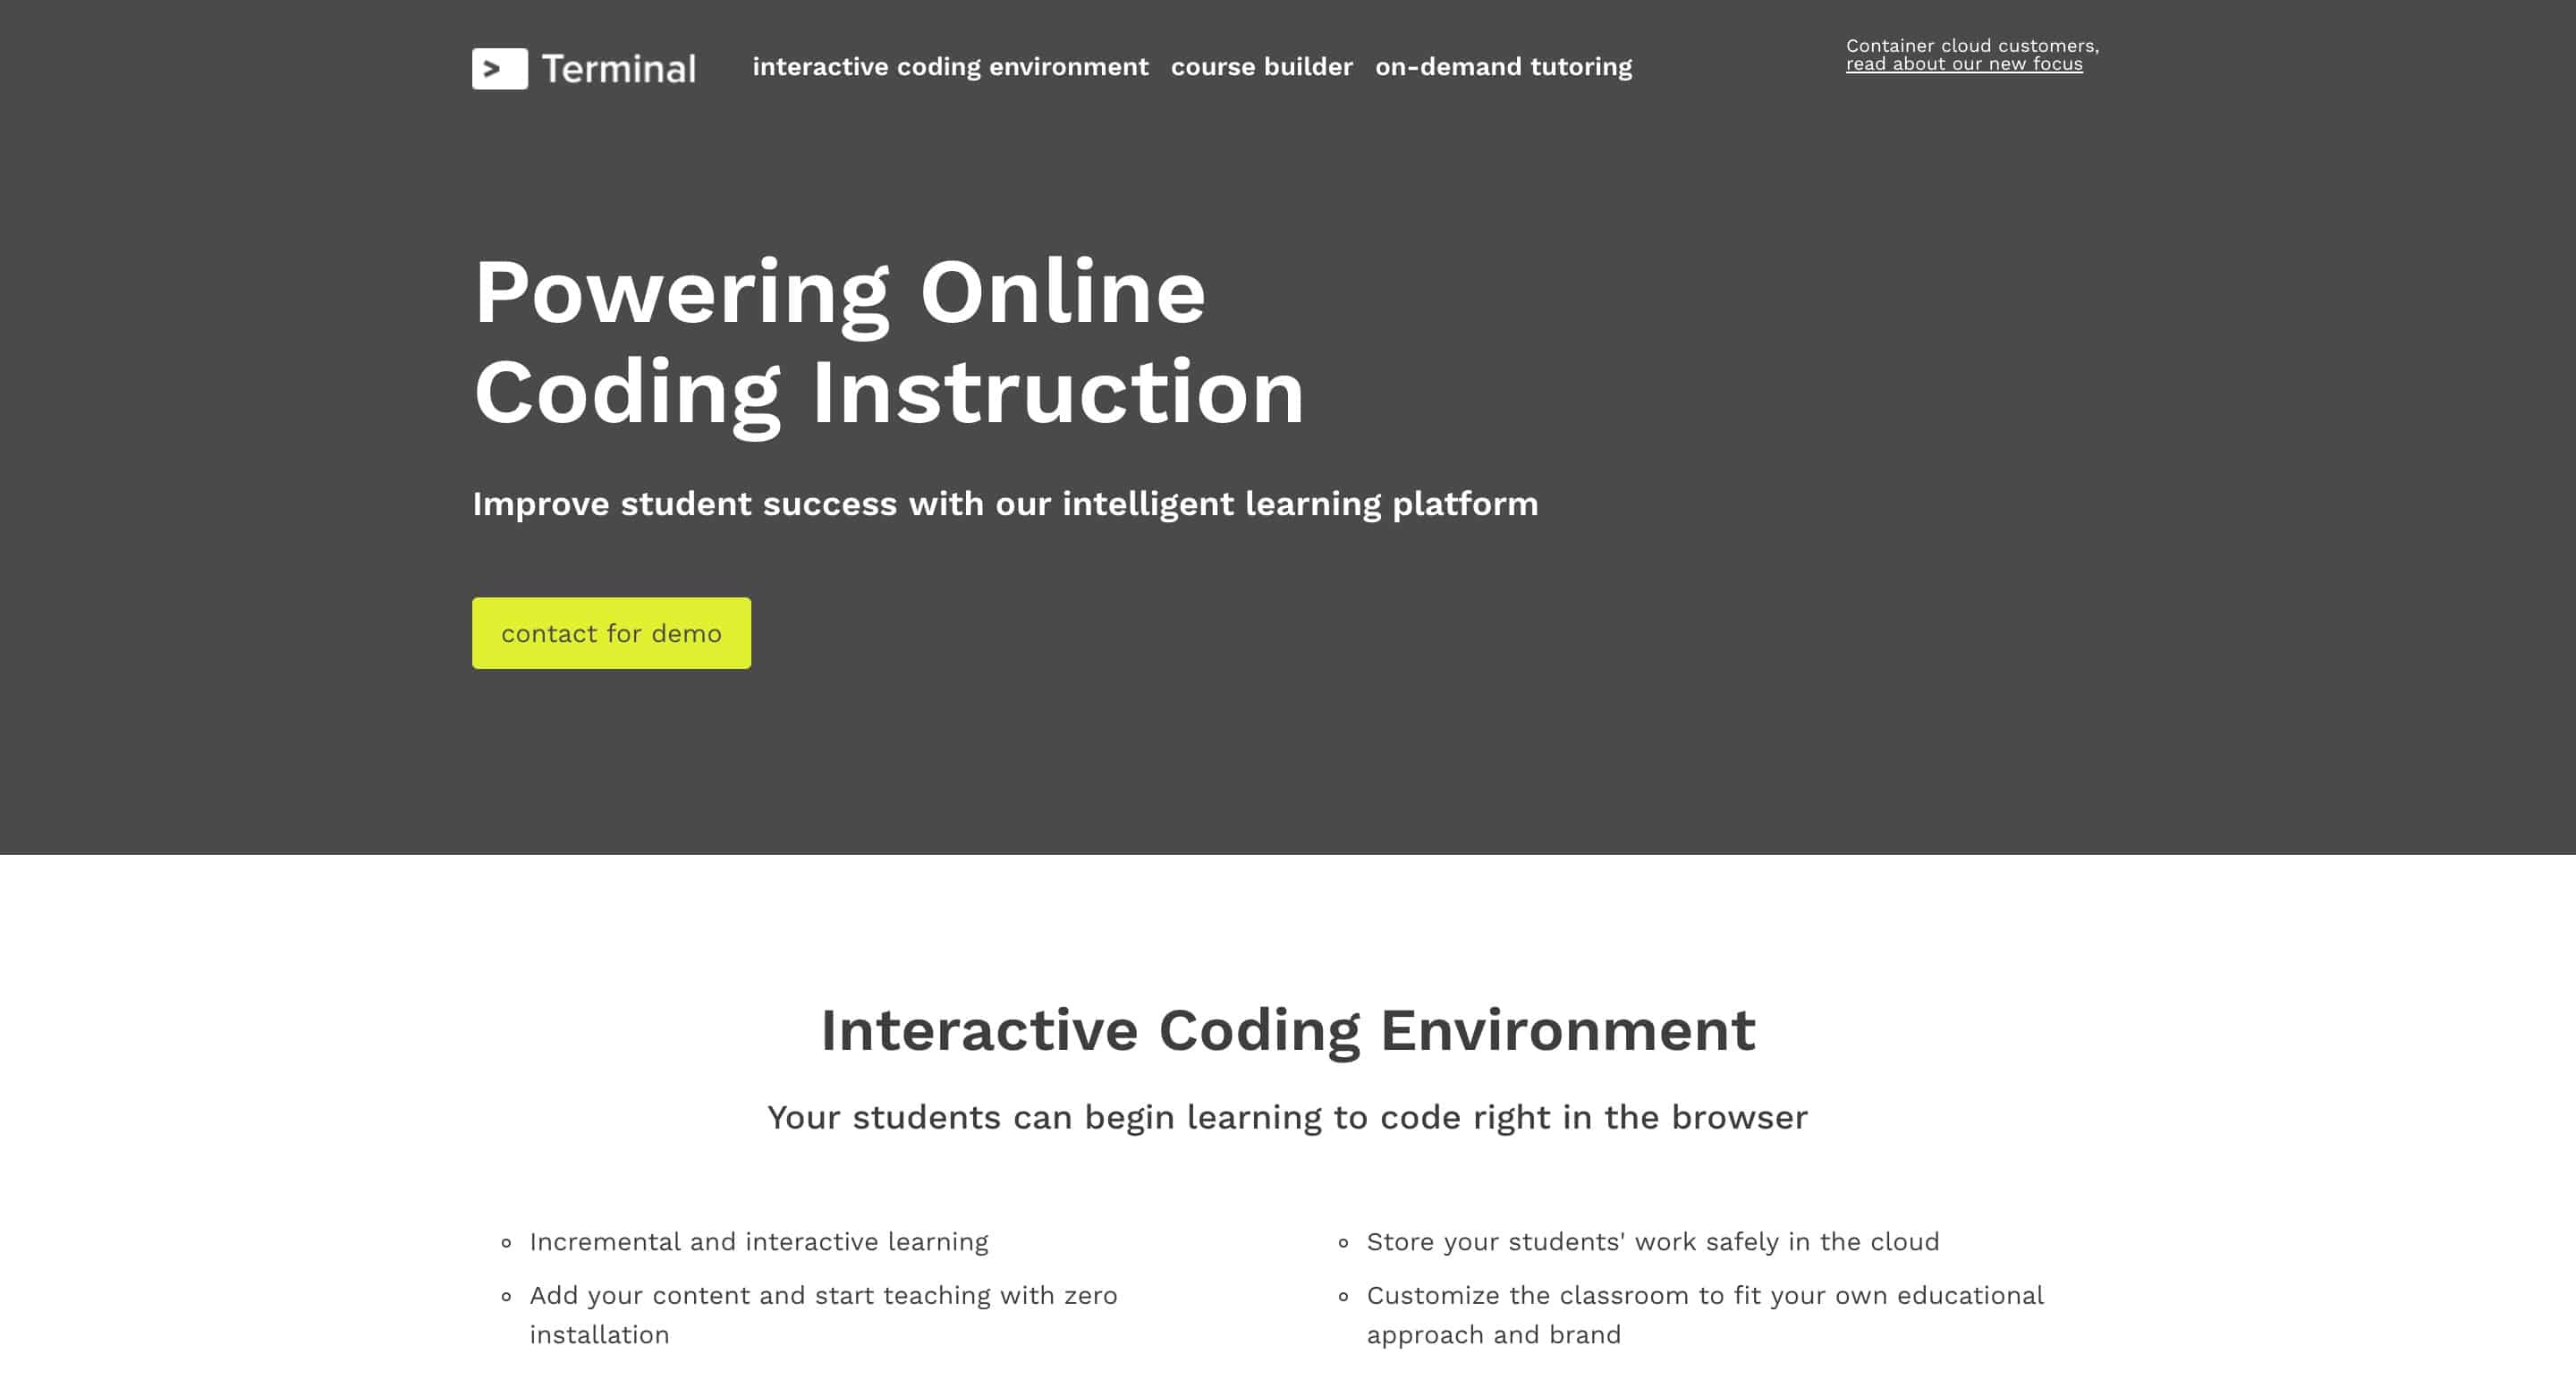 > Terminal
interactive coding environment course builder on-demand tutoring
Container cloud customers,
read about our new focus
Powering Online
Coding Instruction
Improve student success with our intelligent learning platform
contact for demo
Interactive Coding Environment
Your students can begin learning to code right in the browser
Incremental and interactive learning
Add your content and start teaching with zero
installation
Store your students' work safely in the cloud
Customize the classroom to fit your own educational
approach and brand